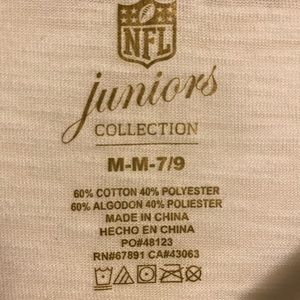 NFL
juniors
COLLECTION
M-M-7/9
60% COTTON 40% POLYESTER
60% ALGODON 40% POLIESTER
MADE IN CHINA
HECHO EN CHINA
PO#48123
RN#67891 CA#43063